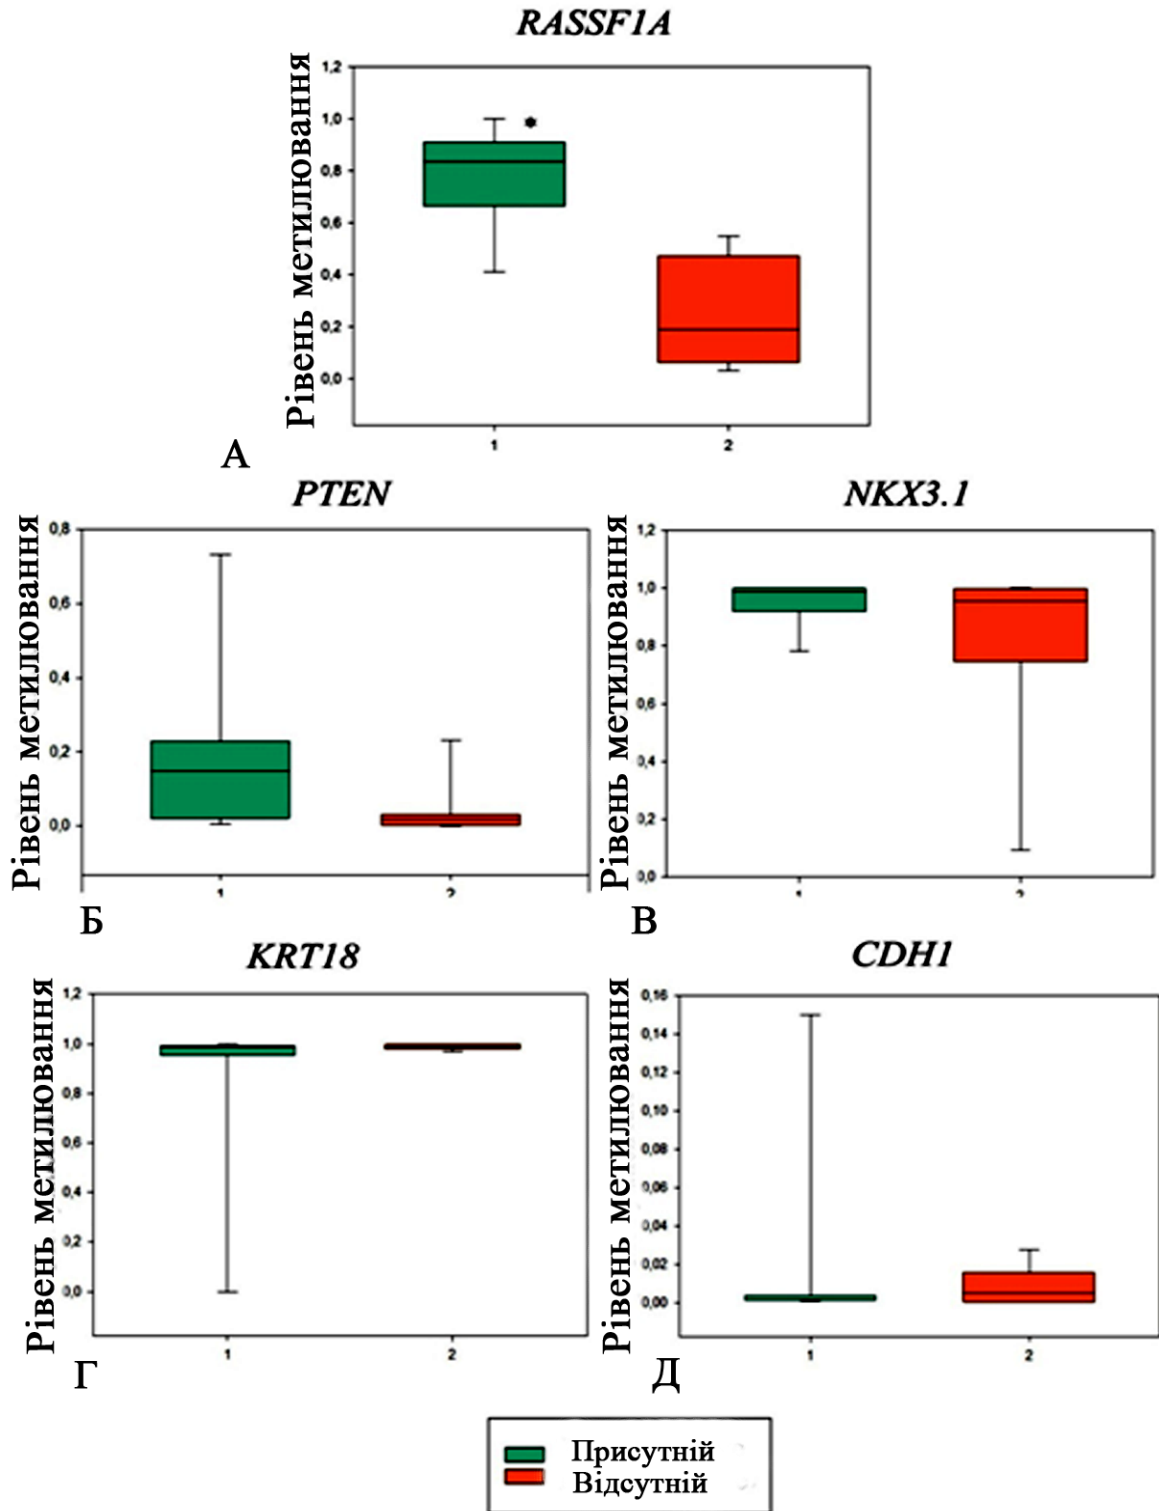 RASSF1A
Рівень метилювання
1,2
1,0
0,8
0,6
0,4
0,2
0,0
*
1 2
А
PTEN
Рівень метилювання
0,8
0,6
0,4
0,2
0,0
1 2
Б
NKX3.1
Рівень метилювання
1,2
1,0
0,8
0,6
0,4
0,2
0,0
1 2
В
KRT18
Рівень метилювання
1,2
1,0
0,8
0,6
0,4
0,2
0,0
1 2
Г
CDH1
Рівень метилювання
0,16
0,14
0,12
0,10
0,08
0,06
0,04
0,02
0,00
1 2
Д
Присутній
Відсутній